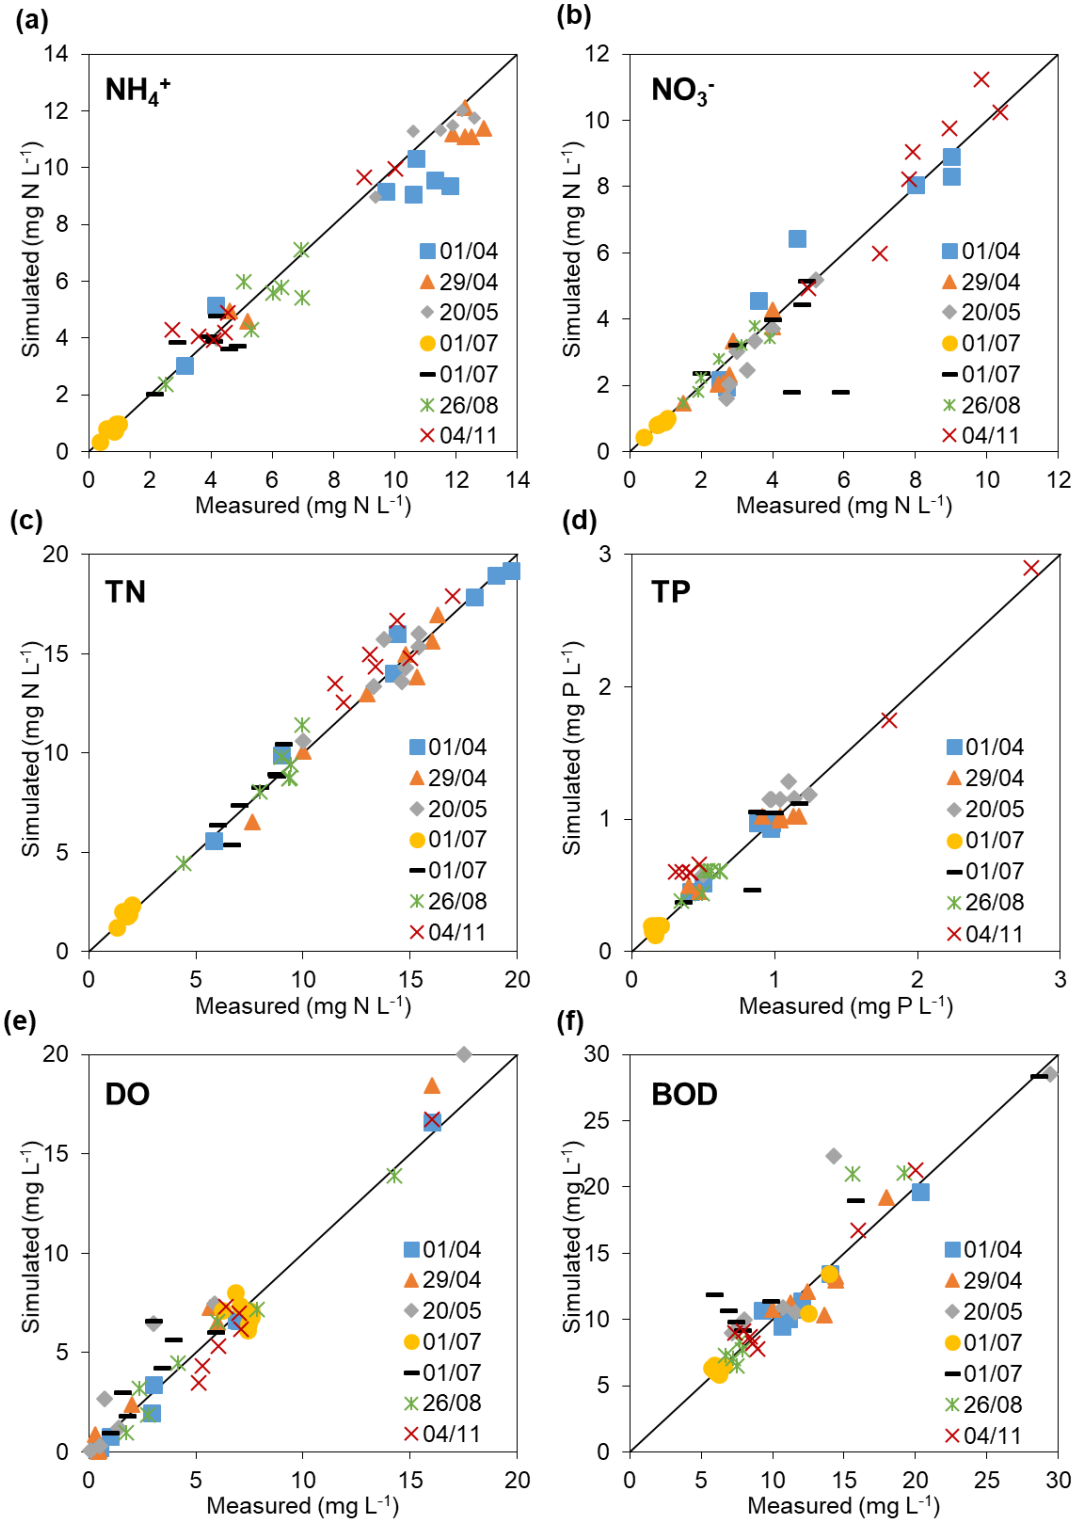 (a)
NH4+
Simulated (mg N L-1)
14
12
10
8
6
4
2
0
0 2 4 6 8 10 12 14
Measured (mg N L-1)
01/04
29/04
20/05
01/07
01/07
26/08
04/11
(b)
NO3-
Simulated (mg N L-1)
12
10
8
6
4
2
0
0 2 4 6 8 10 12
Measured (mg N L-1)
01/04
29/04
20/05
01/07
01/07
26/08
04/11
(c)
TN
Simulated (mg N L-1)
20
15
10
5
0
0 5 10 15 20
Measured (mg N L-1)
01/04
29/04
20/05
01/07
01/07
26/08
04/11
(d)
TP
Simulated (mg P L-1)
3
2
1
0
0 1 2 3
Measured (mg P L-1)
01/04
29/04
20/05
01/07
01/07
26/08
04/11
(e)
DO
Simulated (mg L-1)
20
15
10
5
0
0 5 10 15 20
Measured (mg L-1)
01/04
29/04
20/05
01/07
01/07
26/08
04/11
(f)
BOD
Simulated (mg L-1)
30
25
20
15
10
5
0
0 5 10 15 20 25 30
Measured (mg L-1)
01/04
29/04
20/05
01/07
01/07
26/08
04/11